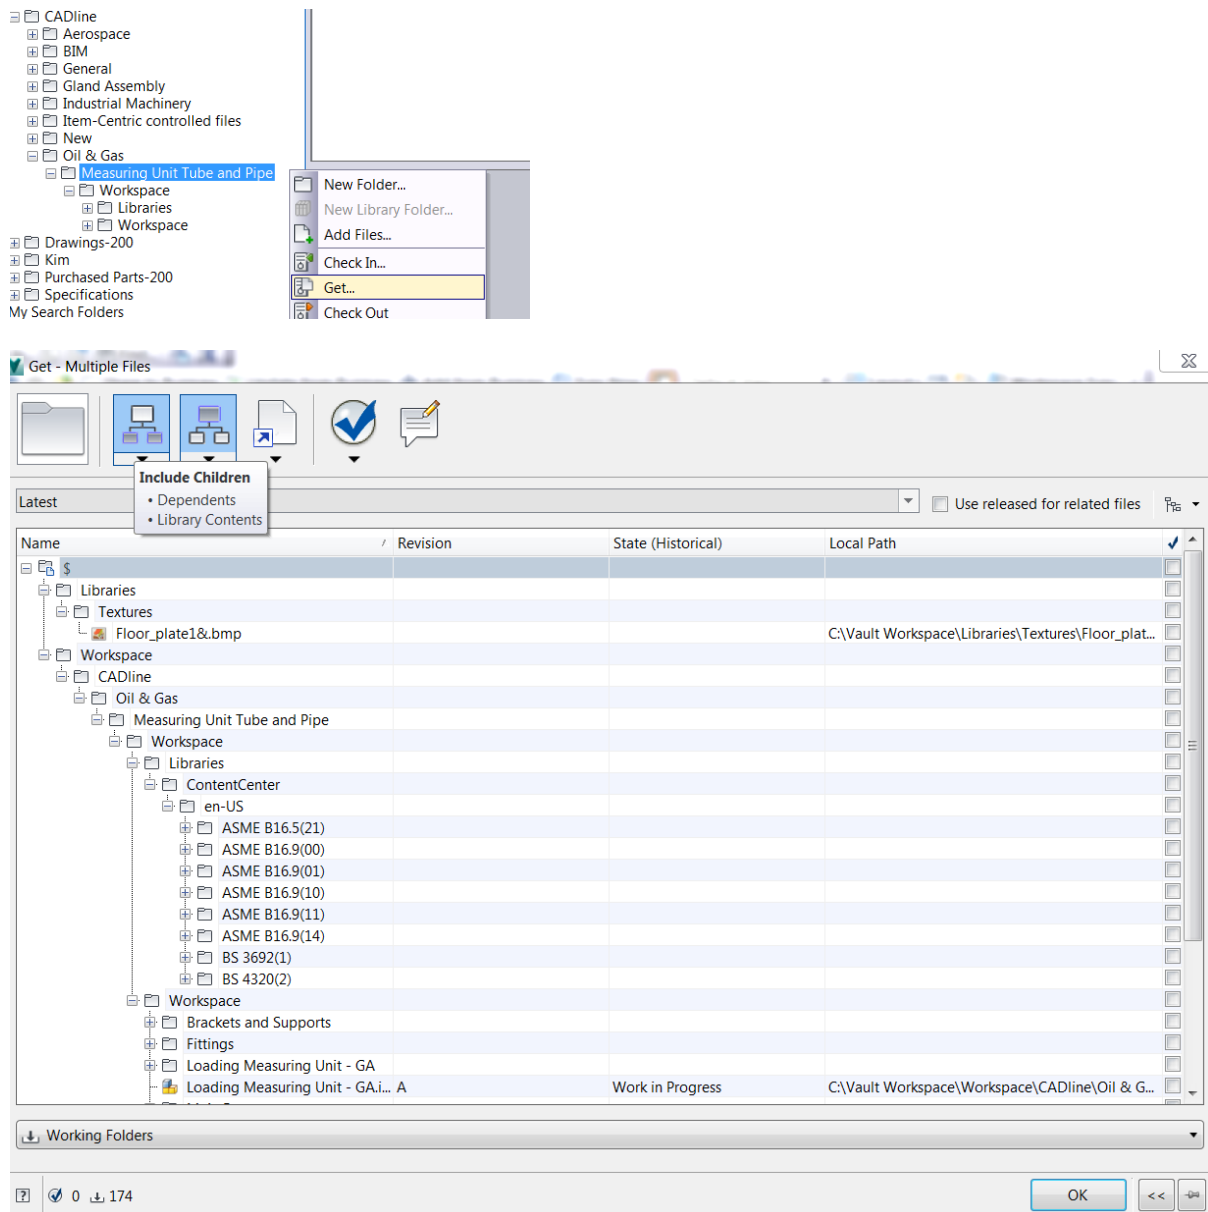 CADline
Aerospace
BIM
General
Gland Assembly
Industrial Machinery
Item-Centric controlled files
New
Oil & Gas
Measuring Unit Tube and Pipe
Workspace
Libraries
Workspace
Drawings-200
Kim
Purchased Parts-200
Specifications
My Search Folders
New Folder...
New Library Folder...
Add Files...
Check In...
Get...
Check Out
Get - Multiple Files
Include Children
• Dependents
• Library Contents
Latest
Use released for related files
Name Revision State (Historical) Local Path
$
Libraries
Textures
Floor_plate1&.bmp C:\Vault Workspace\Libraries\Textures\Floor_plat...
Workspace
CADline
Oil & Gas
Measuring Unit Tube and Pipe
Workspace
Libraries
ContentCenter
en-US
ASME B16.5(21)
ASME B16.9(00)
ASME B16.9(01)
ASME B16.9(10)
ASME B16.9(11)
ASME B16.9(14)
BS 3692(1)
BS 4320(2)
Workspace
Brackets and Supports
Fittings
Loading Measuring Unit - GA
Loading Measuring Unit - GA.i... A Work in Progress C:\Vault Workspace\Workspace\CADline\Oil & G...
Working Folders
? 0 174 OK <<